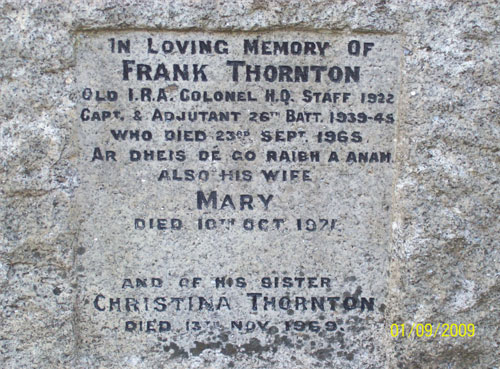 IN LOVING MEMORY OF
FRANK THORNTON
OLD I.R.A. COLONEL H.Q. STAFF 1922
CAPT. & ADJUTANT 26TH BATT. 1939-45
WHO DIED 23RD SEPT. 1965
AR DHEIS DÉ GO RAIBH A ANAM
ALSO HIS WIFE
MARY
DIED 10TH OCT 1971
AND OF HIS SISTER
CHRISTINA THORNTON
DIED 13TH NOV. 1969.
01/09/2009